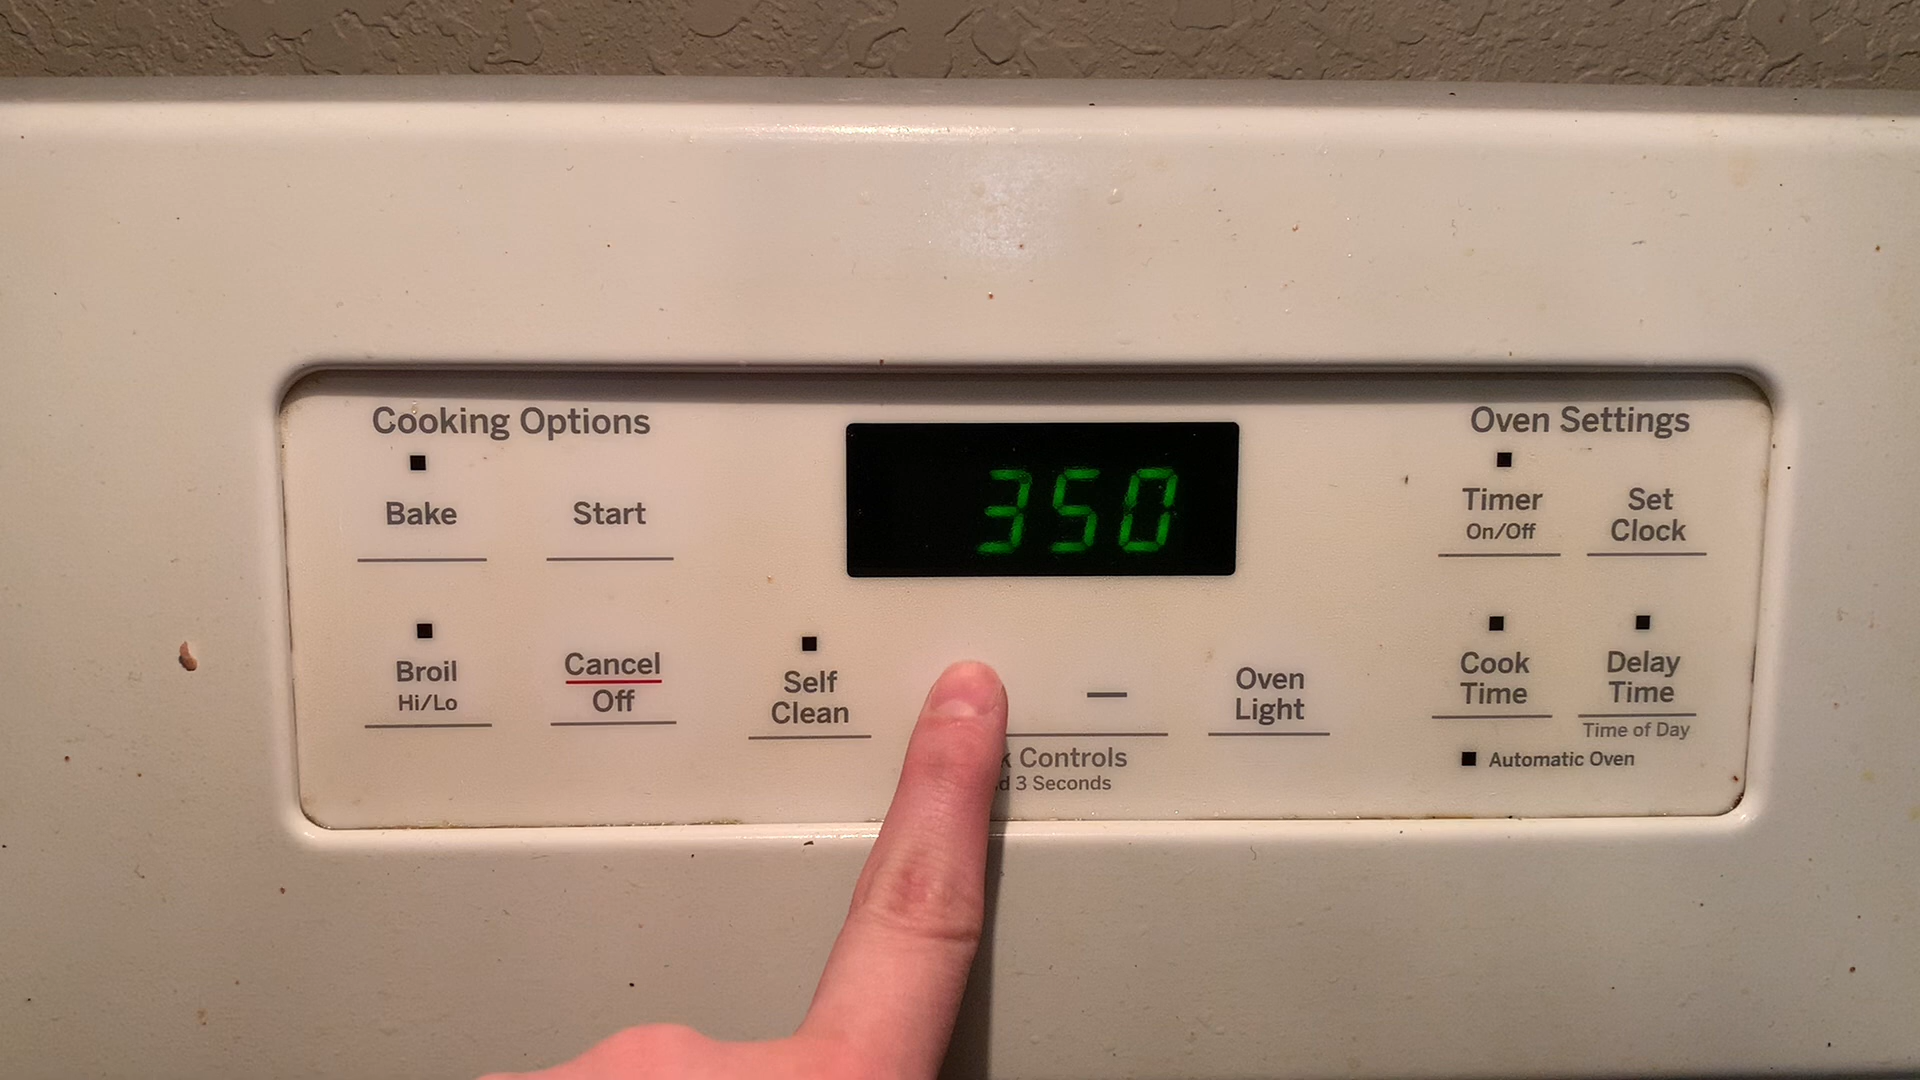 Cooking Options
Bake
Start
Broil
Hi/Lo
Cancel
Off
350
Self
Clean
—
Controls
3 Seconds
Oven
Light
Oven Settings
Timer
On/Off
Set
Clock
Cook
Time
Delay
Time
Time of Day
Automatic Oven